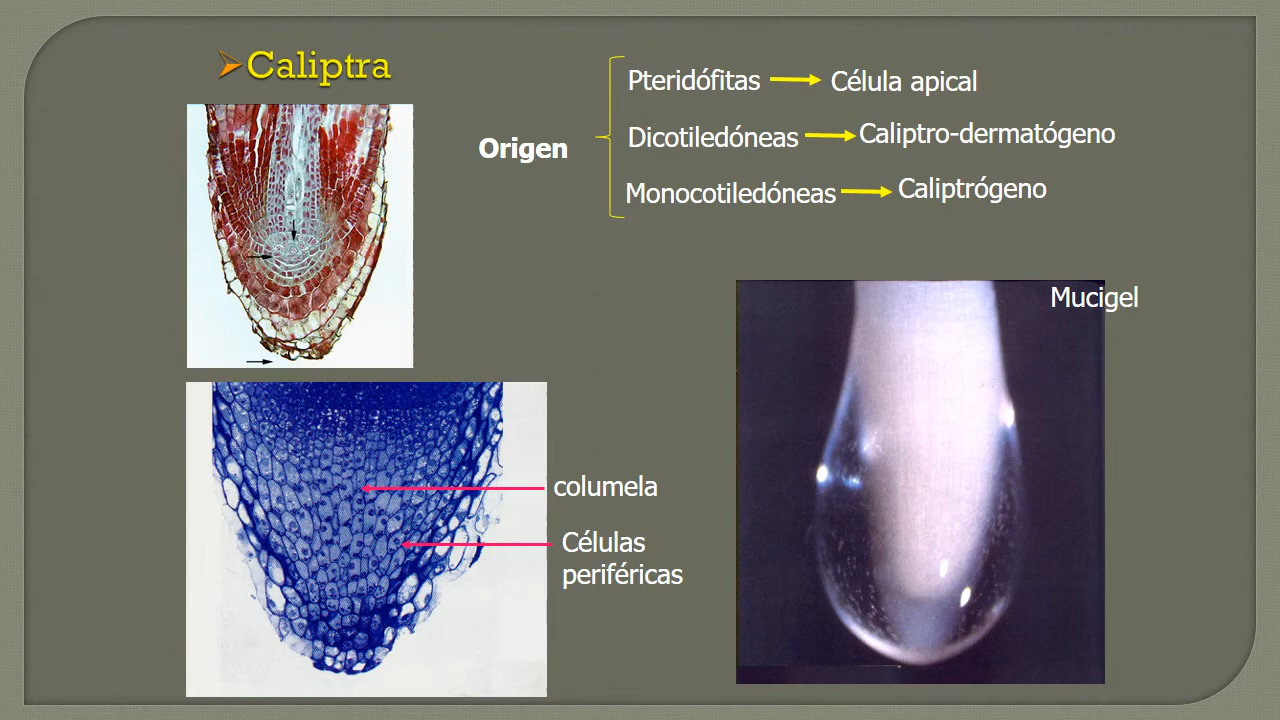 Caliptra
Origen
Pteridófitas
Célula apical
Dicotiledóneas
Caliptro-dermatógeno
Monocotiledóneas
Caliptrógeno
Mucigel
columela
Células
periféricas